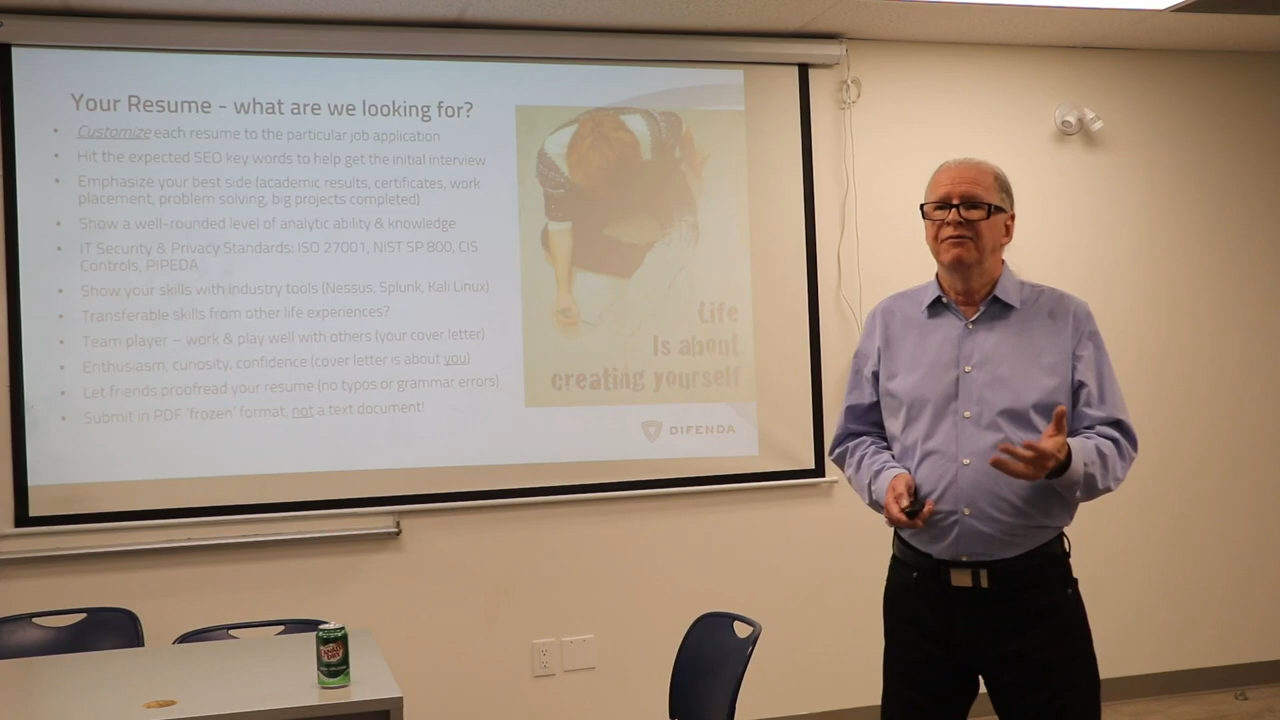 Your Resume - what are we looking for?
• Customize each resume to the particular job application
• Hit the expected SEO key words to help get the initial interview
• Emphasize your best side (academic results, certificates, work
placement, problem solving, big projects completed)
• Show a well-rounded level of analytic ability & knowledge
• IT Security & Privacy Standards: ISO 27001, NIST SP 800, CIS
Controls, PIPEDA
• Show your skills with industry tools (Nessus, Splunk, Kali Linux)
• Transferable skills from other life experiences?
• Team player – work & play well with others (your cover letter)
• Enthusiasm, curiosity, confidence (cover letter is about you)
• Let friends proofread your resume (no typos or grammar errors)
• Submit in PDF 'frozen' format, not a text document!
Life
Is about
creating yourself
DIFENDA
CANADA
DRY